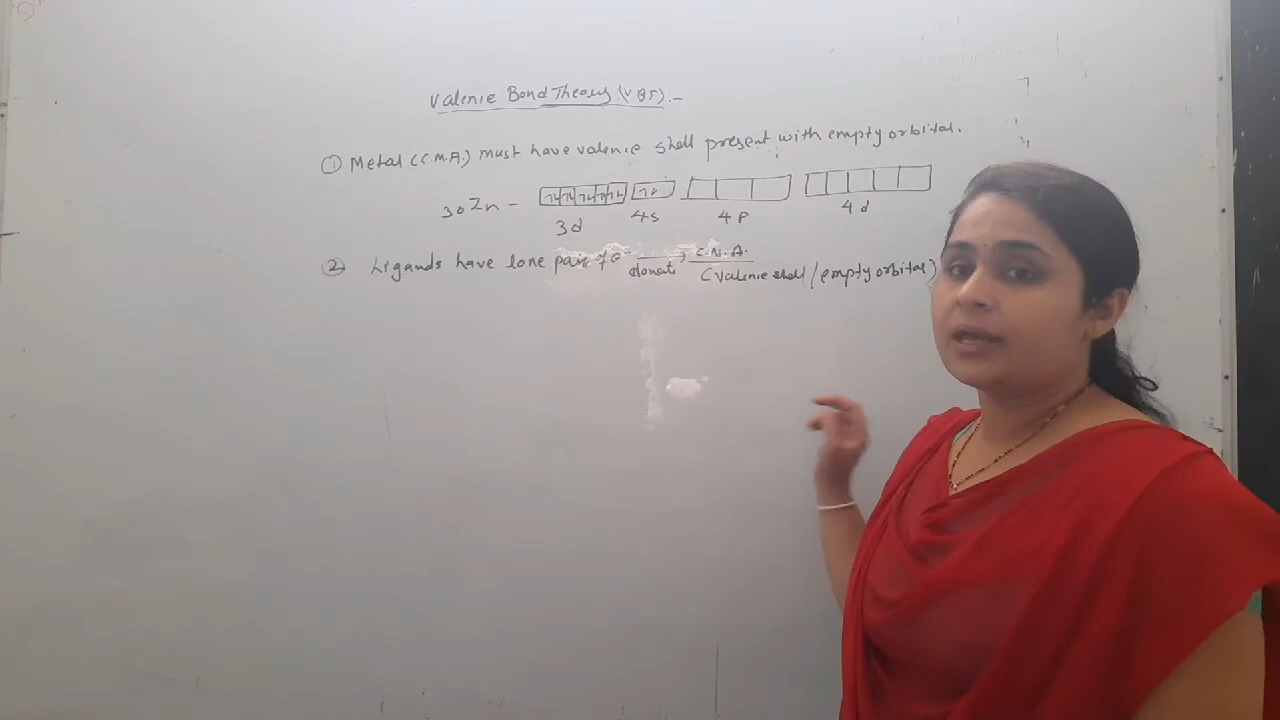 Valence Bond Theory (VBT):-
① Metal (C.M.A.) must have valence shell present with empty orbital.
30Zn -
3d 4s 4p 4d
② Ligands have lone pair of e- donate C.M.A.
(valence shell/empty orbital)